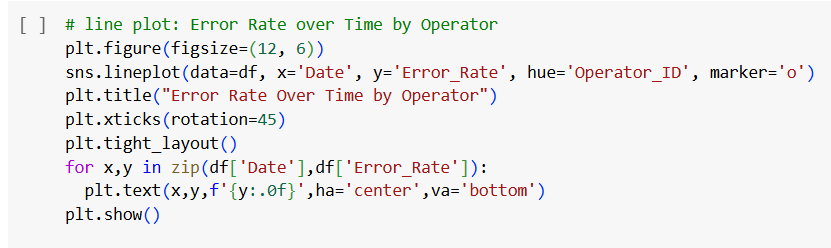 [ ] # line plot: Error Rate over Time by Operator
plt.figure(figsize=(12, 6))
sns.lineplot(data=df, x='Date', y='Error_Rate', hue='Operator_ID', marker='o')
plt.title("Error Rate Over Time by Operator")
plt.xticks(rotation=45)
plt.tight_layout()
for x,y in zip(df['Date'],df['Error_Rate']):
  plt.text(x,y,f'{y:.0f}',ha='center',va='bottom')
plt.show()